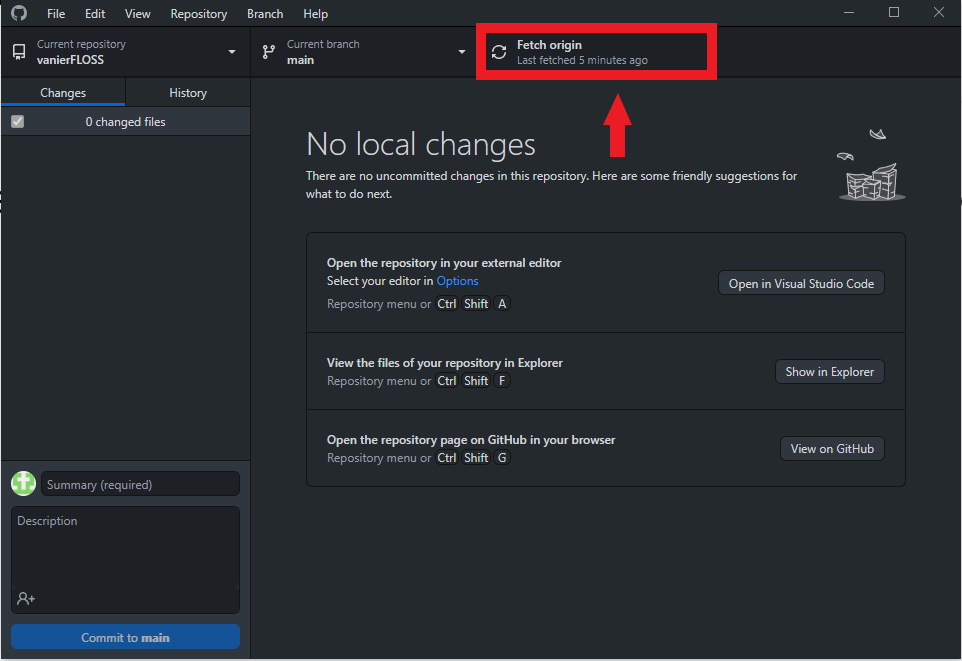 File Edit View Repository Branch Help
Current repository
vanierFLOSS
Current branch
main
Fetch origin
Last fetched 5 minutes ago
Changes
History
0 changed files
No local changes
There are no uncommitted changes in this repository. Here are some friendly suggestions for
what to do next.
Open the repository in your external editor
Select your editor in Options
Repository menu or Ctrl Shift A
Open in Visual Studio Code
View the files of your repository in Explorer
Repository menu or Ctrl Shift F
Show in Explorer
Open the repository page on GitHub in your browser
Repository menu or Ctrl Shift G
View on GitHub
Summary (required)
Description
Commit to main